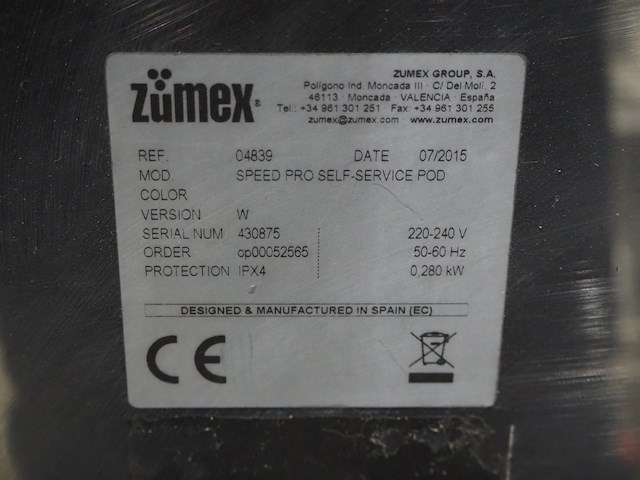 zümex®
ZUMEX GROUP, S.A.
Polígono Ind. Moncada III · C/ Del Molí, 2
46113 · Moncada · VALENCIA · España
Tel.: +34 961 301 251 Fax: +34 961 301 255
zumex@zumex.com · www.zumex.com
REF. 04839 DATE 07/2015
MOD. SPEED PRO SELF-SERVICE POD
COLOR
VERSION W
SERIAL NUM 430875 220-240 V
ORDER op00052565 50-60 Hz
PROTECTION IPX4 0,280 kW
DESIGNED & MANUFACTURED IN SPAIN (EC)
CE